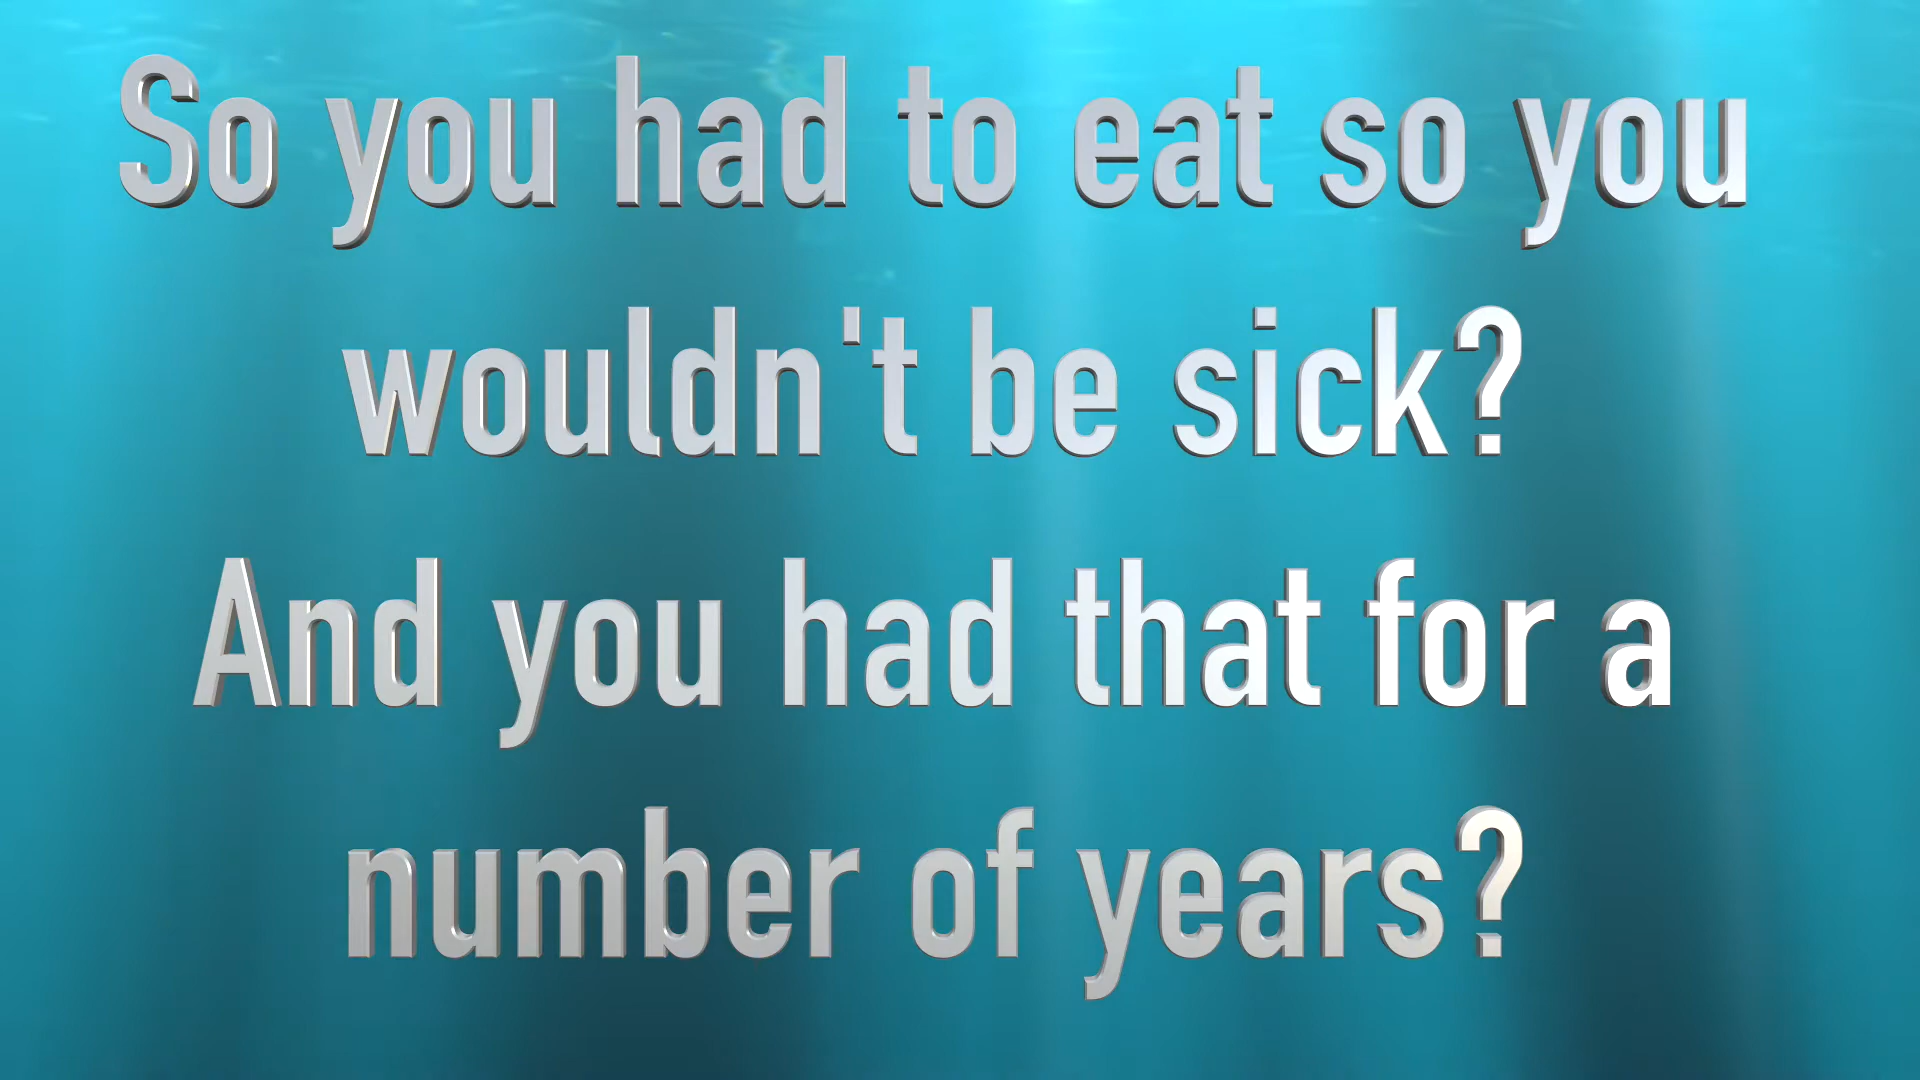 So you had to eat so you
wouldn't be sick?
And you had that for a
number of years?